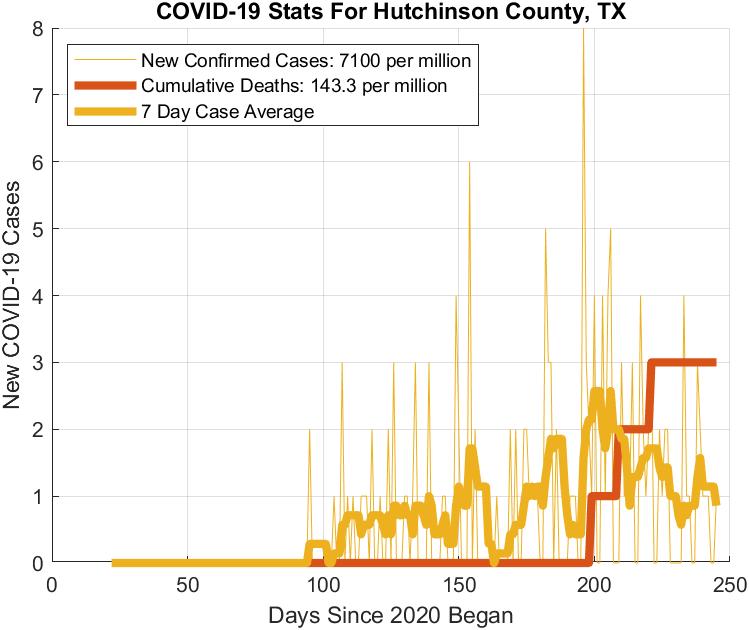 COVID-19 Stats For Hutchinson County, TX
New Confirmed Cases: 7100 per million
Cumulative Deaths: 143.3 per million
7 Day Case Average
New COVID-19 Cases
8
7
6
5
4
3
2
1
0
0 50 100 150 200 250
Days Since 2020 Began